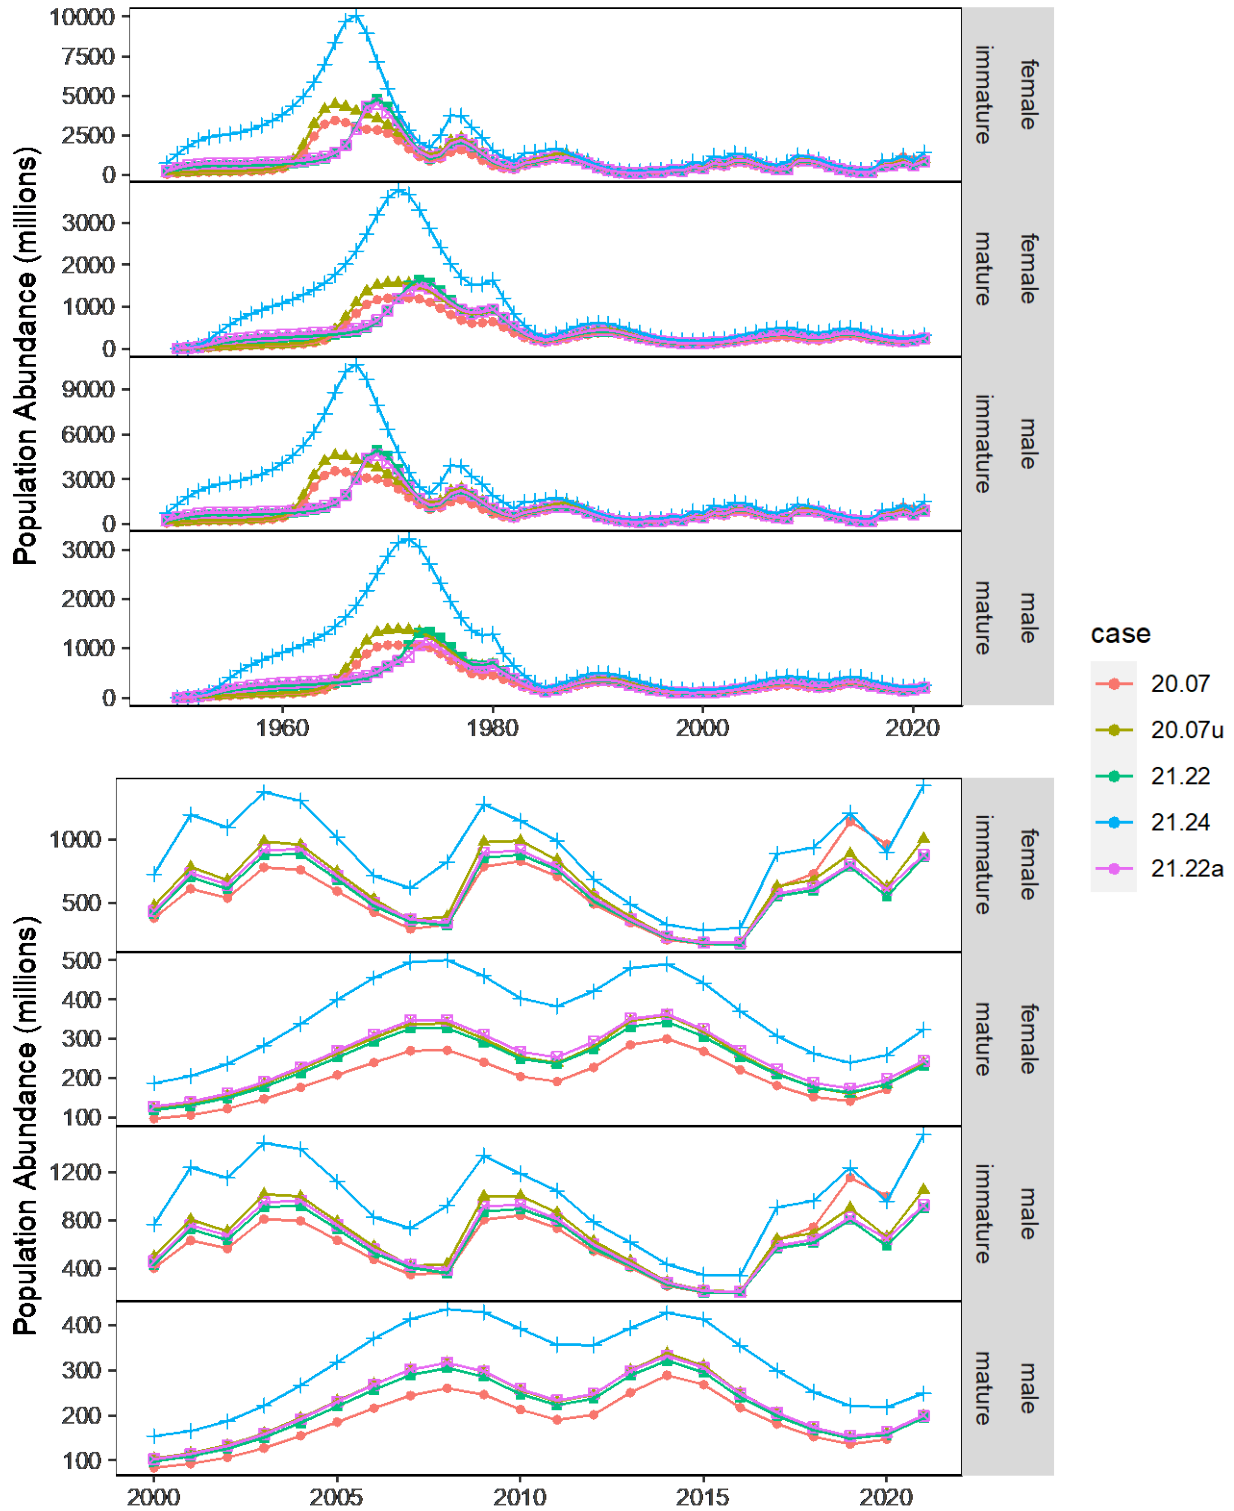 Population Abundance (millions)
10000
7500
5000
2500
0
female
immature
3000
2000
1000
0
female
mature
9000
6000
3000
0
male
immature
3000
2000
1000
0
male
mature
1960
1980
2000
2020
Population Abundance (millions)
1000
500
female
immature
500
400
300
200
100
female
mature
1200
800
400
male
immature
400
300
200
100
male
mature
2000
2005
2010
2015
2020
case
20.07
20.07u
21.22
21.24
21.22a